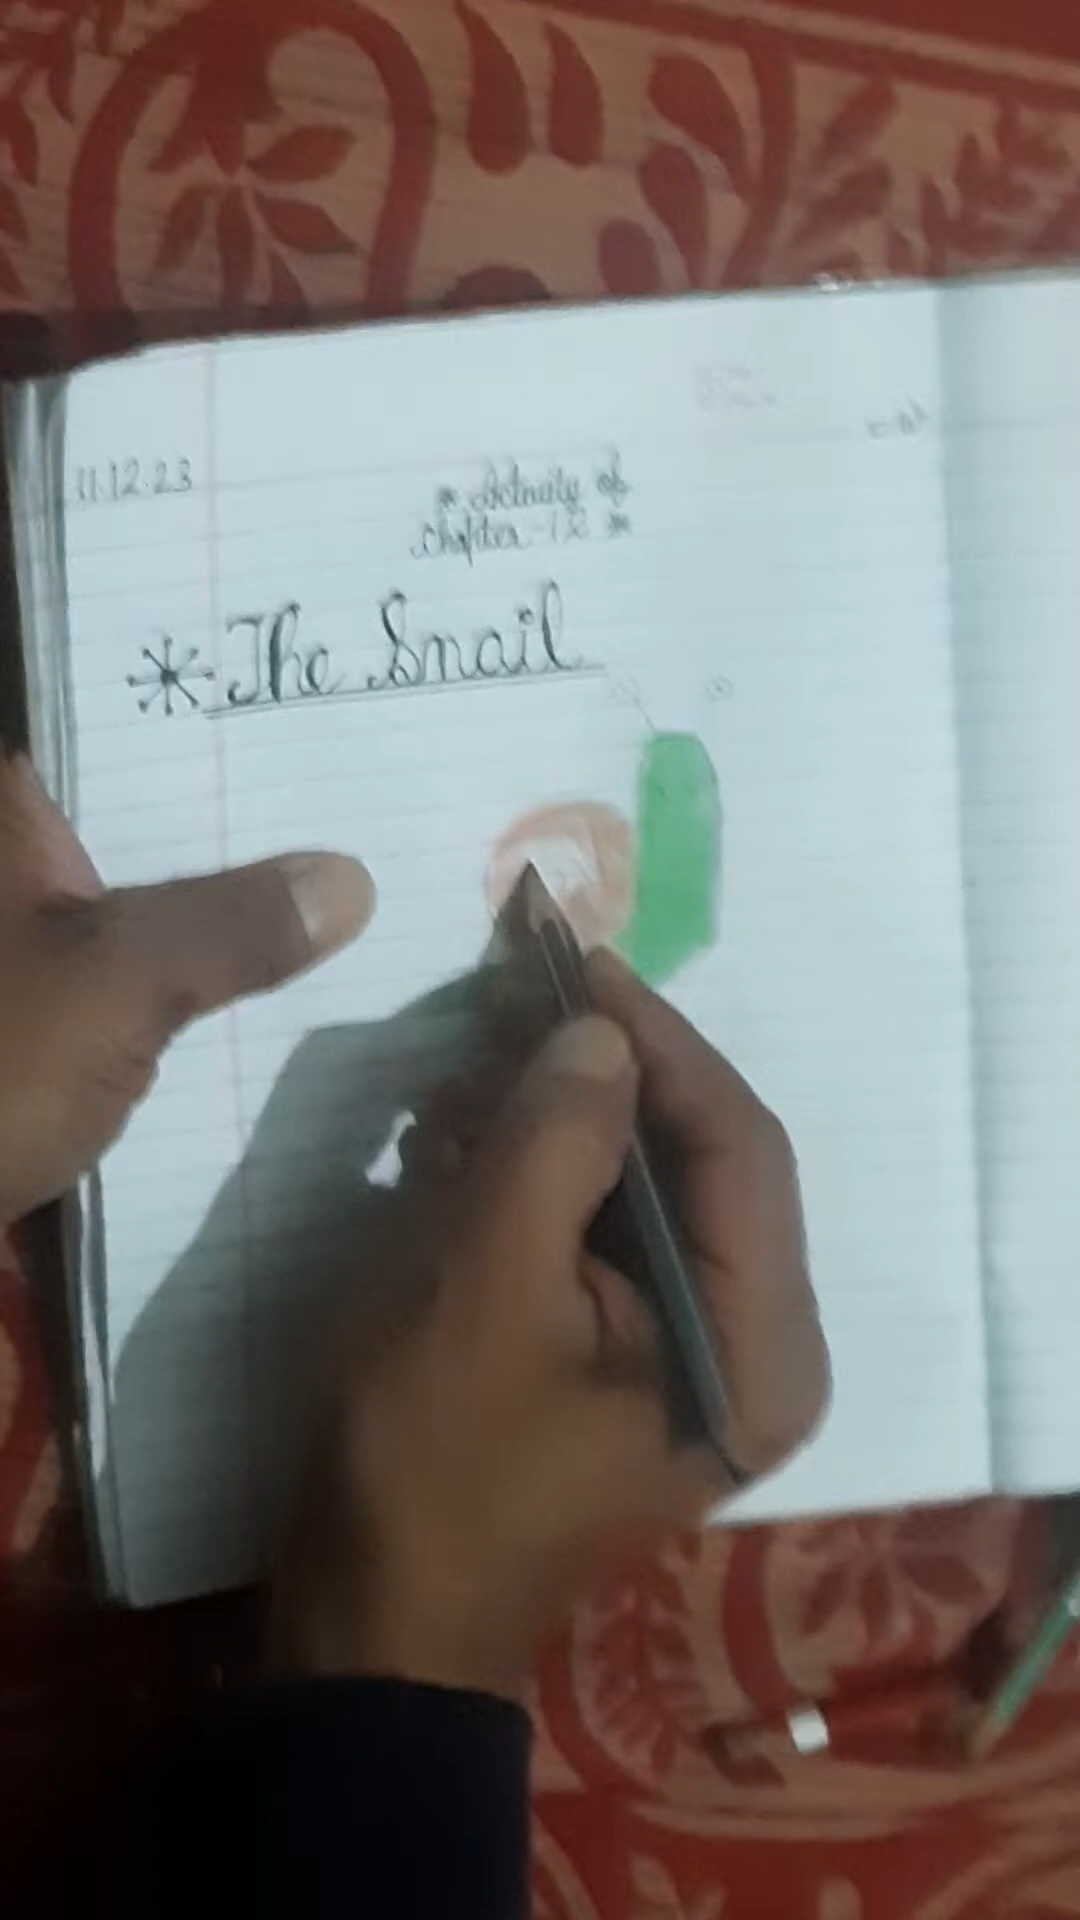 11.12.23
* Activity of
Chapter-12 *
* The Snail